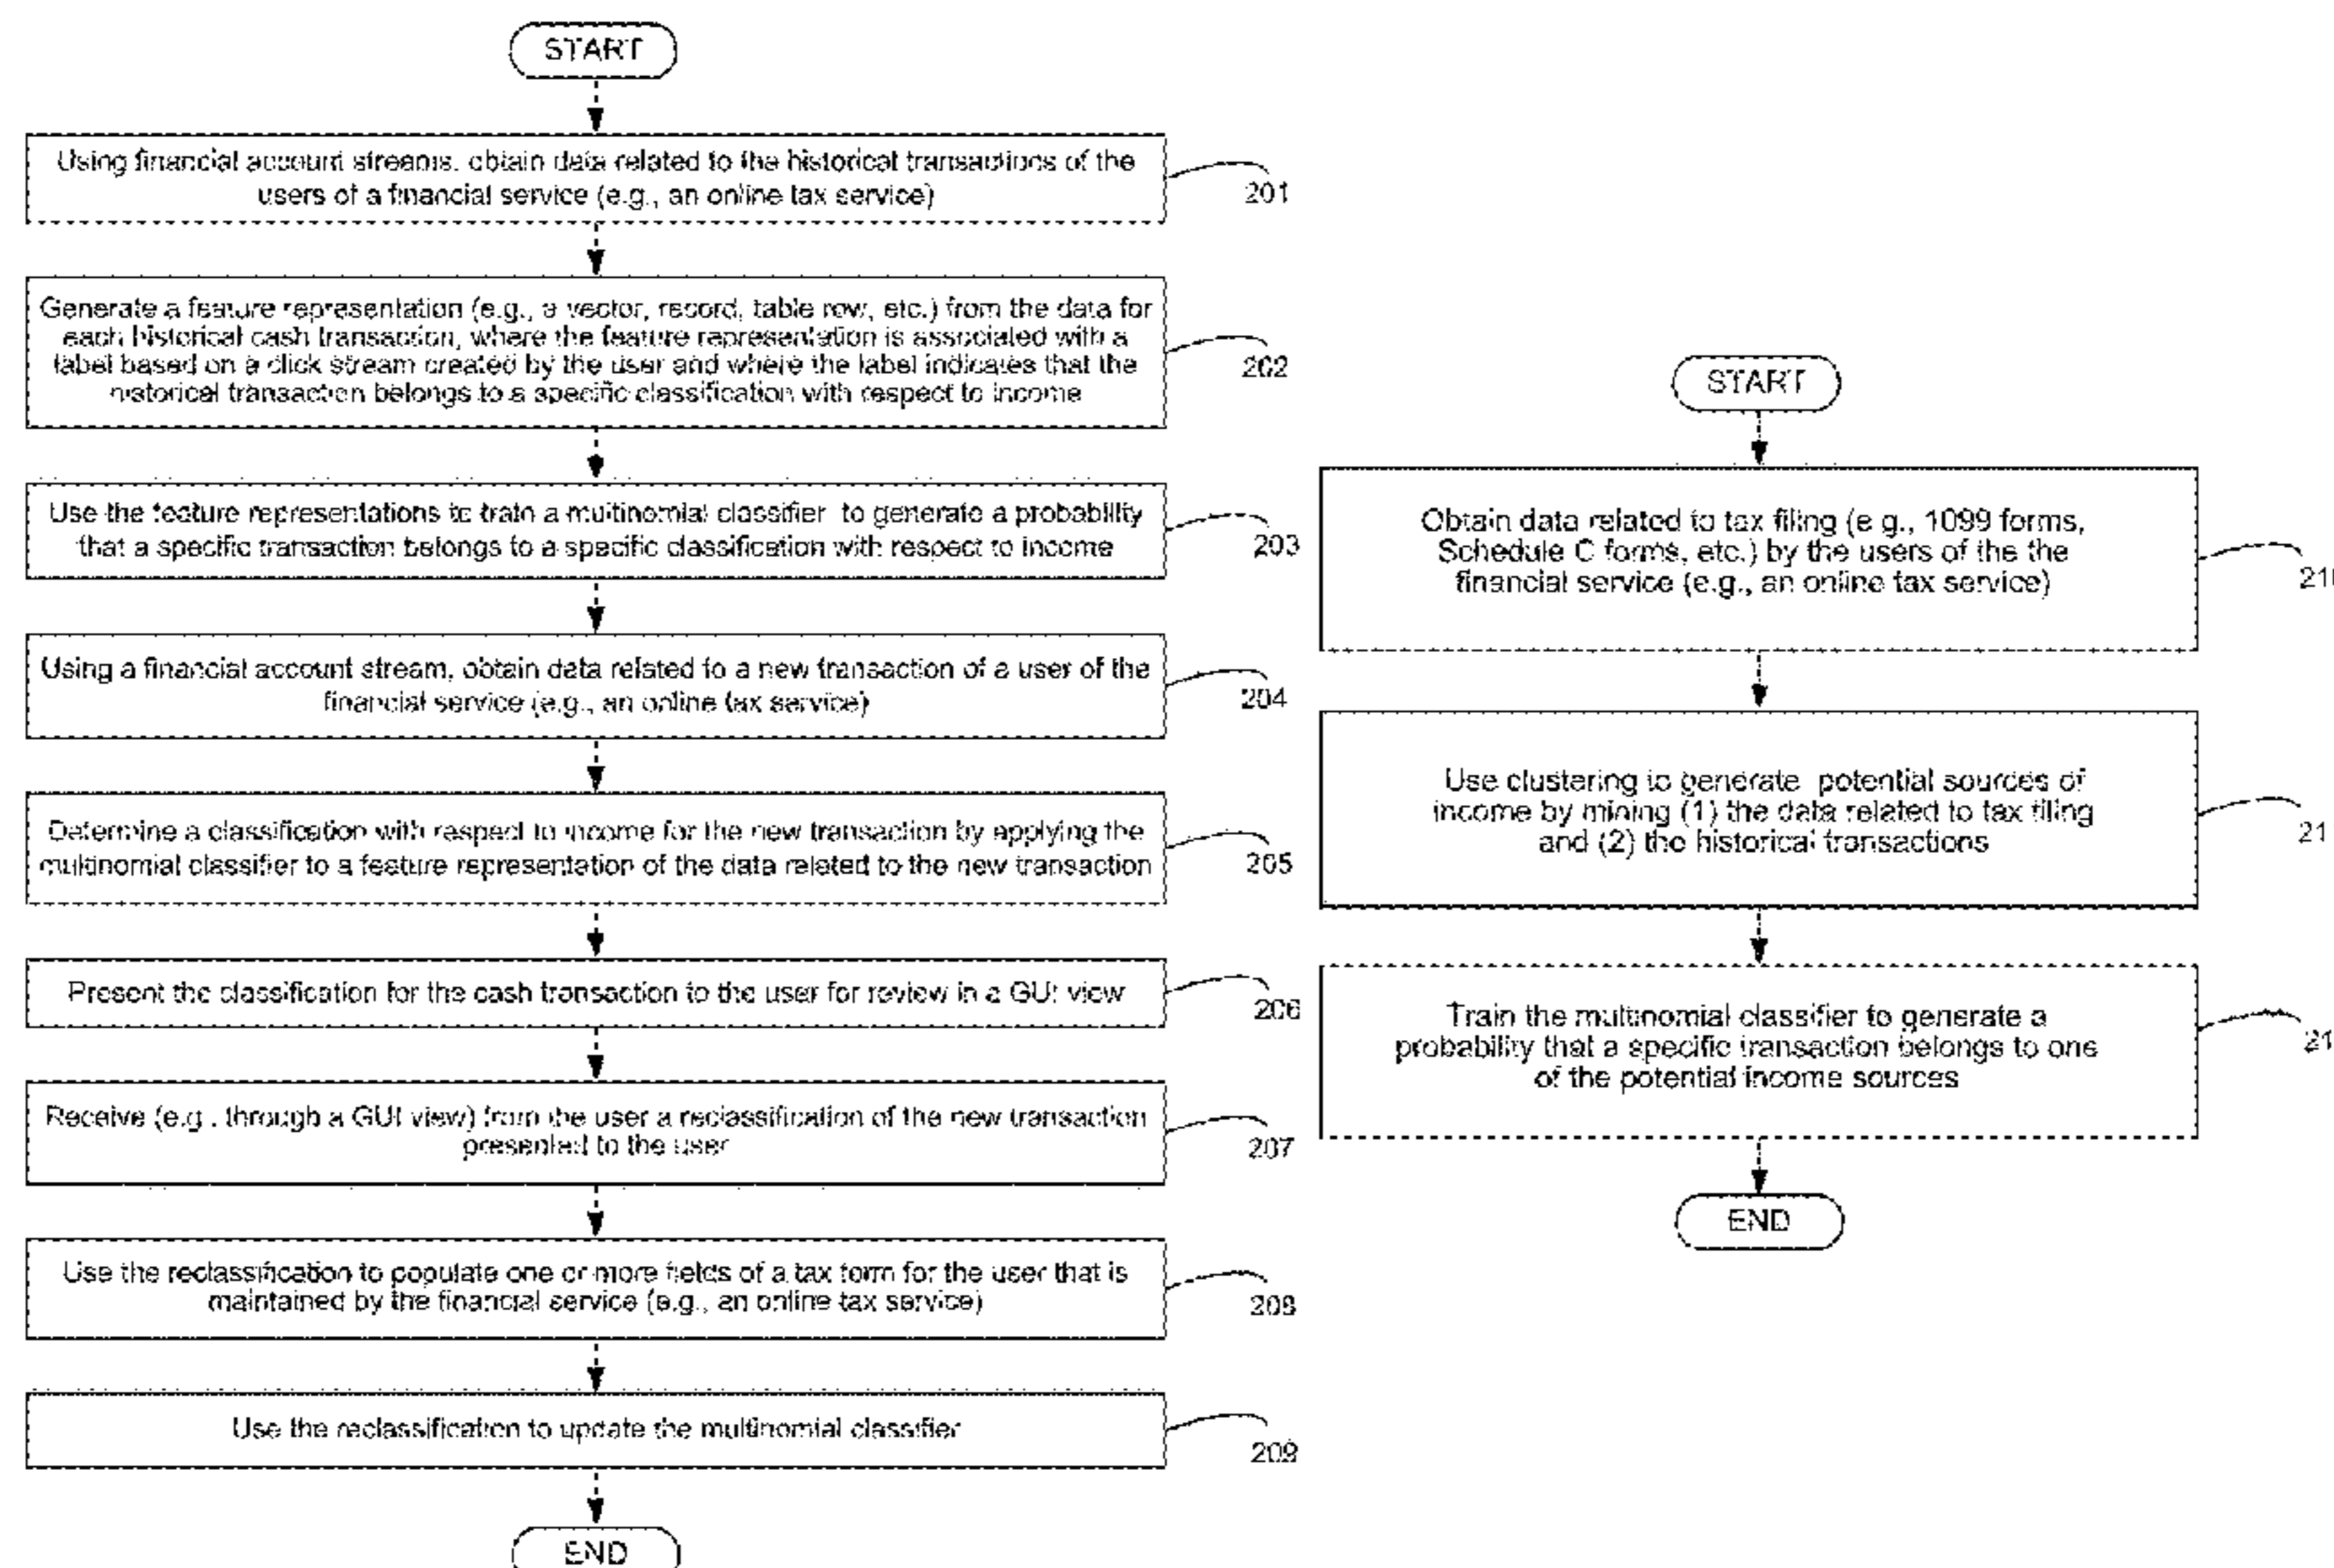 START
Using financial account streams, obtain data related to the historical transactions of the
users of a financial service (e.g., an online tax service)
201
Generate a feature representation (e.g., a vector, record, table row, etc.) from the data for
each historical cash transaction, where the feature representation is associated with a
label based on a click stream created by the user and where the label indicates that the
historical transaction belongs to a specific classification with respect to income
202
Use the feature representations to train a multinomial classifier to generate a probability
that a specific transaction belongs to a specific classification with respect to income
203
Using a financial account stream, obtain data related to a new transaction of a user of the
financial service (e.g., an online tax service)
204
Determine a classification with respect to income for the new transaction by applying the
multinomial classifier to a feature representation of the data related to the new transaction
205
Present the classification for the cash transaction to the user for review in a GUI view
206
Receive (e.g., through a GUI view) from the user a reclassification of the new transaction
presented to the user
207
Use the reclassification to populate one or more fields of a tax form for the user that is
maintained by the financial service (e.g., an online tax service)
208
Use the reclassification to update the multinomial classifier
209
END
START
Obtain data related to tax filing (e.g., 1099 forms,
Schedule C forms, etc.) by the users of the the
financial service (e.g., an online tax service)
21
Use clustering to generate potential sources of
income by mining (1) the data related to tax filing
and (2) the historical transactions
21
Train the multinomial classifier to generate a
probability that a specific transaction belongs to one
of the potential income sources
21
END